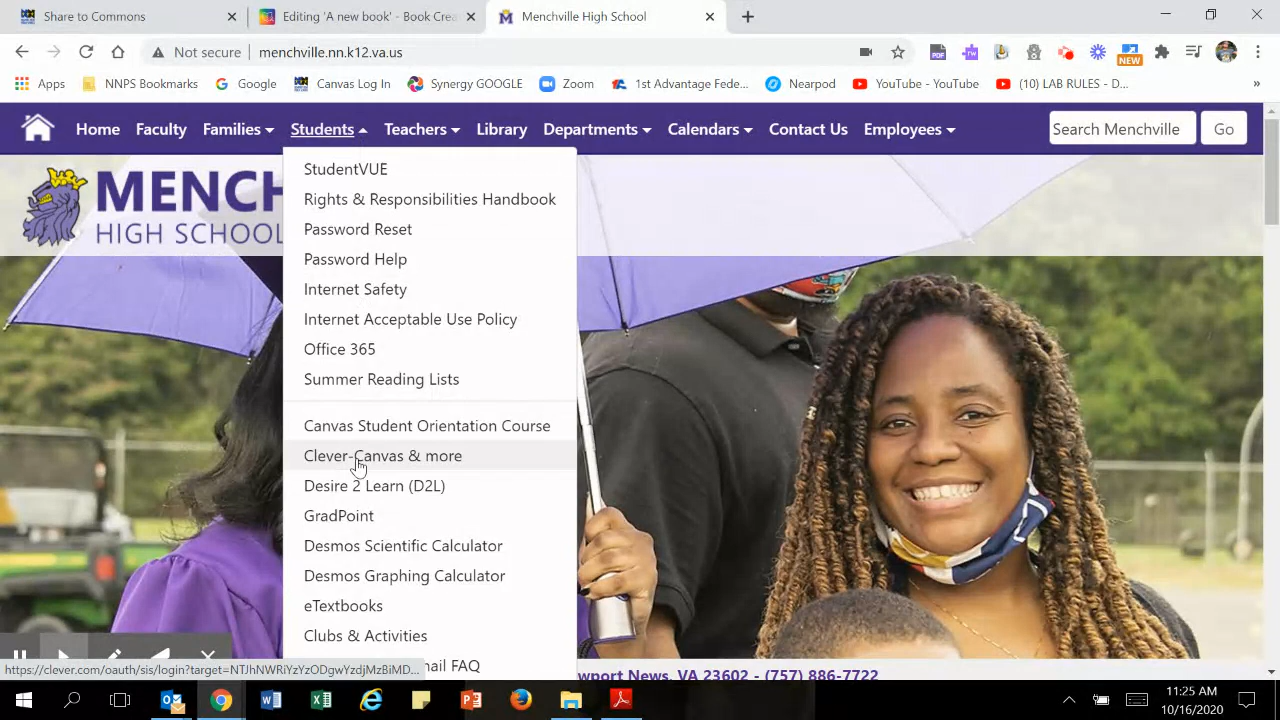 Share to Commons
Editing 'A new book' - Book Crea
Menchville High School
Not secure
menchville.nn.k12.va.us
NEW
Apps
NNPS Bookmarks
Google
Canvas Log In
Synergy GOOGLE
Zoom
1st Advantage Fede...
Nearpod
YouTube - YouTube
(10) LAB RULES - D...
»
Home
Faculty
Families
Students
Teachers
Library
Departments
Calendars
Contact Us
Employees
Search Menchville
Go
MENCH
HIGH SCHOOL
StudentVUE
Rights & Responsibilities Handbook
Password Reset
Password Help
Internet Safety
Internet Acceptable Use Policy
Office 365
Summer Reading Lists
Canvas Student Orientation Course
Clever-Canvas & more
Desire 2 Learn (D2L)
GradPoint
Desmos Scientific Calculator
Desmos Graphing Calculator
eTextbooks
Clubs & Activities
mail FAQ
https://clever.com/oauth/sis/login?target=NTJhNWRiYzYzODgwYzdjMzBiMD...
wport News, VA 23602 - (757) 886-7722
11:25 AM
10/16/2020